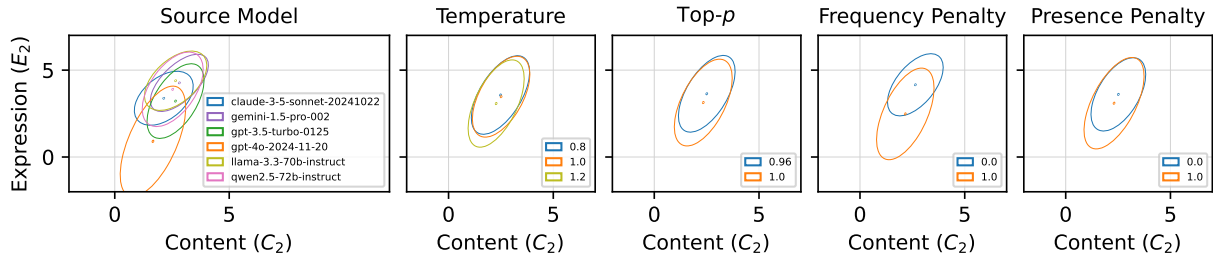 Source Model
Temperature
Top-p
Frequency Penalty
Presence Penalty
Expression (E₂)
5
0
claude-3-5-sonnet-20241022
gemini-1.5-pro-002
gpt-3.5-turbo-0125
gpt-4o-2024-11-20
llama-3.3-70b-instruct
qwen2.5-72b-instruct
0.8
1.0
1.2
0.96
1.0
0.0
1.0
0.0
1.0
0 5
0 5
0 5
0 5
0 5
Content (C₂)
Content (C₂)
Content (C₂)
Content (C₂)
Content (C₂)